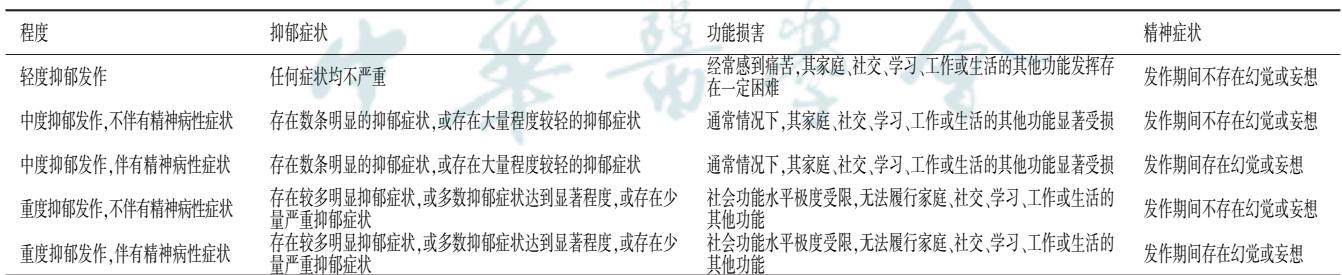 程度 抑郁症状 功能损害 精神症状
轻度抑郁发作 任何症状均不严重 经常感到痛苦,其家庭、社交、学习、工作或生活的其他功能发挥存在一定困难 发作期间不存在幻觉或妄想
中度抑郁发作,不伴有精神病性症状 存在数条明显的抑郁症状,或存在大量程度较轻的抑郁症状 通常情况下,其家庭、社交、学习、工作或生活的其他功能显著受损 发作期间不存在幻觉或妄想
中度抑郁发作,伴有精神病性症状 存在数条明显的抑郁症状,或存在大量程度较轻的抑郁症状 通常情况下,其家庭、社交、学习、工作或生活的其他功能显著受损 发作期间存在幻觉或妄想
重度抑郁发作,不伴有精神病性症状 存在较多明显抑郁症状,或多数抑郁症状达到显著程度,或存在少量严重抑郁症状 社会功能水平极度受限,无法履行家庭、社交、学习、工作或生活的其他功能 发作期间不存在幻觉或妄想
重度抑郁发作,伴有精神病性症状 存在较多明显抑郁症状,或多数抑郁症状达到显著程度,或存在少量严重抑郁症状 社会功能水平极度受限,无法履行家庭、社交、学习、工作或生活的其他功能 发作期间存在幻觉或妄想
中華醫學會